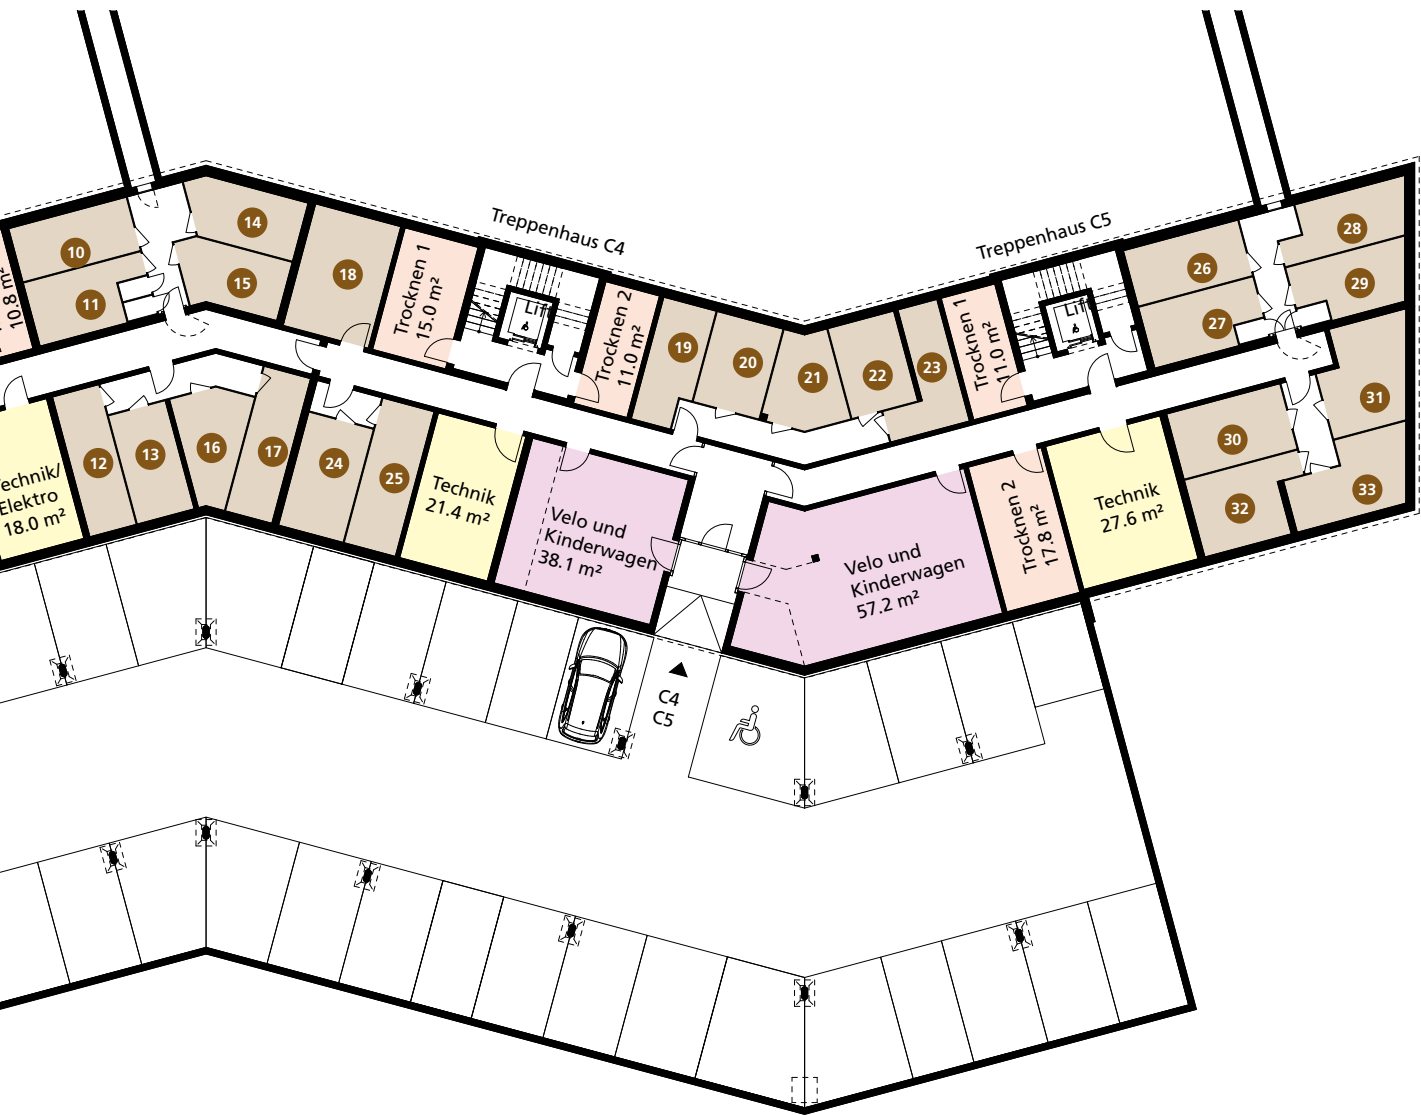 Treppenhaus C4
Treppenhaus C5
10
11
10.8 m²
14
15
18
Trocknen 1
15.0 m²
Lift
Trocknen 2
11.0 m²
19
20
21
22
23
Trocknen 1
11.0 m²
Lift
26
27
28
29
30
31
32
33
Elektro
18.0 m²
12
13
16
17
24
25
Technik
21.4 m²
Velo und
Kinderwagen
38.1 m²
Velo und
Kinderwagen
57.2 m²
Trocknen 2
17.8 m²
Technik
27.6 m²
C4
C5